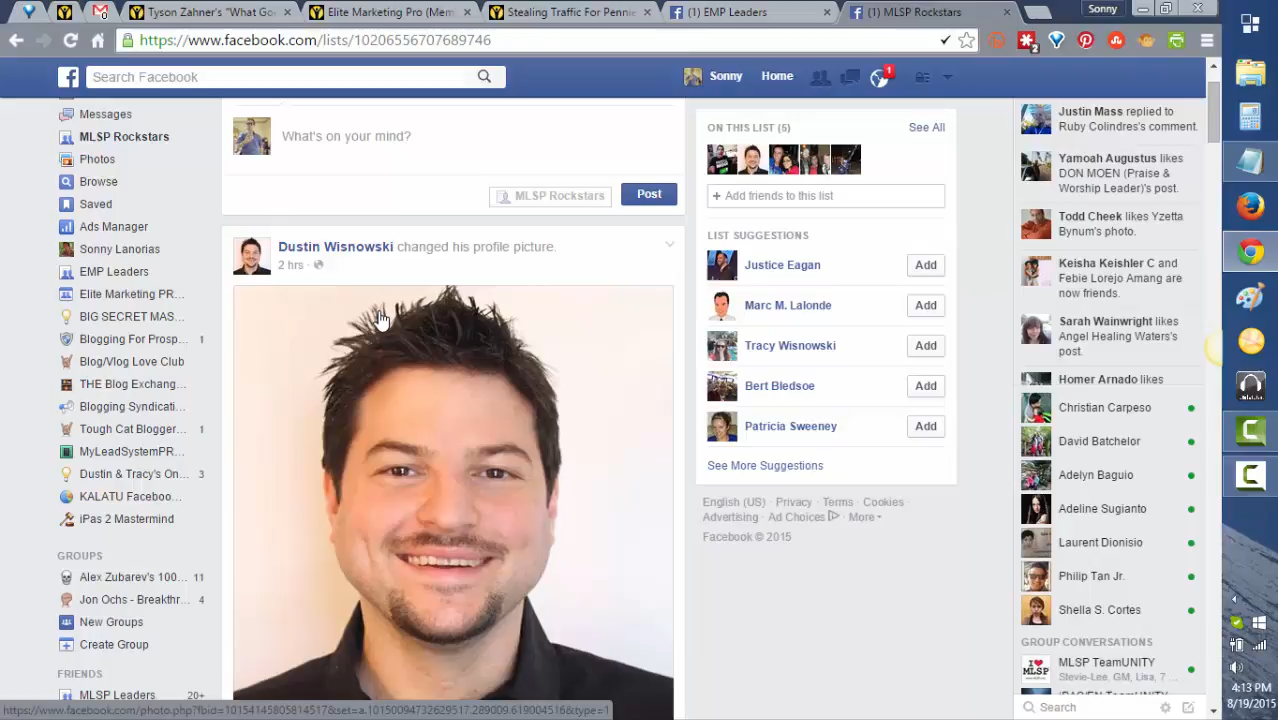 Tyson Zahner's "What Go
Elite Marketing Pro (Mem
Stealing Traffic For Pennie
(1) EMP Leaders
(1) MLSP Rockstars
Sonny
https://www.facebook.com/lists/10206556707689746
2
Search Facebook
Sonny
Home
1
Messages
MLSP Rockstars
Photos
Browse
Saved
Ads Manager
Sonny Lanorias
EMP Leaders
Elite Marketing PR...
BIG SECRET MAS...
Blogging For Prosp... 1
Blog/Vlog Love Club
THE Blog Exchang...
Blogging Syndicati...
Tough Cat Blogger... 1
MyLeadSystemPR...
Dustin & Tracy's On... 3
KALATU Faceboo...
iPas 2 Mastermind
GROUPS
Alex Zubarev's 100... 11
Jon Ochs - Breakthr... 4
New Groups
Create Group
FRIENDS
MLSP Leaders 20+
What's on your mind?
MLSP Rockstars
Post
Dustin Wisnowski changed his profile picture.
2 hrs ·
ON THIS LIST (5)
See All
+ Add friends to this list
LIST SUGGESTIONS
Justice Eagan Add
Marc M. Lalonde Add
Tracy Wisnowski Add
Bert Bledsoe Add
Patricia Sweeney Add
See More Suggestions
English (US) · Privacy · Terms · Cookies ·
Advertising · Ad Choices · More
Facebook © 2015
Justin Mass replied to
Ruby Colindres's comment.
Yamoah Augustus likes
DON MOEN (Praise &
Worship Leader)'s post.
Todd Cheek likes Yzetta
Bynum's photo.
Keisha Keishler C and
Febie Lorejo Amang are
now friends.
Sarah Wainwright likes
Angel Healing Waters's
post.
Homer Arnado likes
Christian Carpeso
David Batchelor
Adelyn Baguio
Adeline Sugianto
Laurent Dionisio
Philip Tan Jr.
Shella S. Cortes
GROUP CONVERSATIONS
I MLSP
MLSP TeamUNITY
Stevie-Lee, GM, Lisa, 7 ...
Search
4:13 PM
8/19/2015